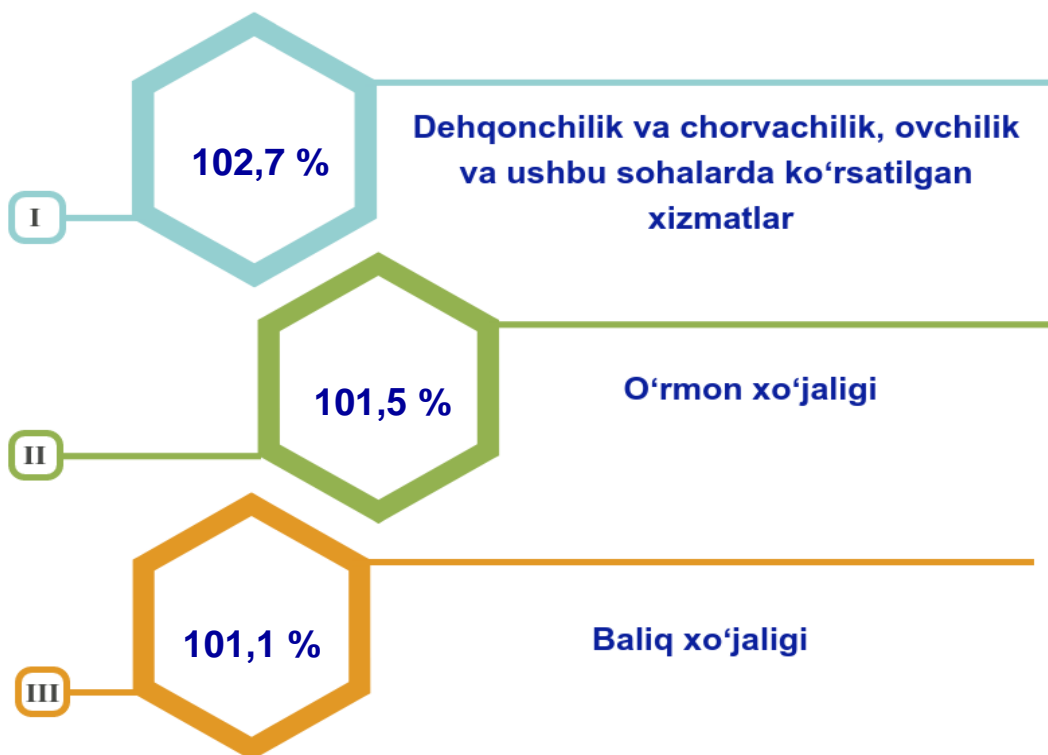 102,7 %
Dehqonchilik va chorvachilik, ovchilik
va ushbu sohalarda ko‘rsatilgan
xizmatlar
I
101,5 %
O‘rmon xo‘jaligi
II
101,1 %
Baliq xo‘jaligi
III